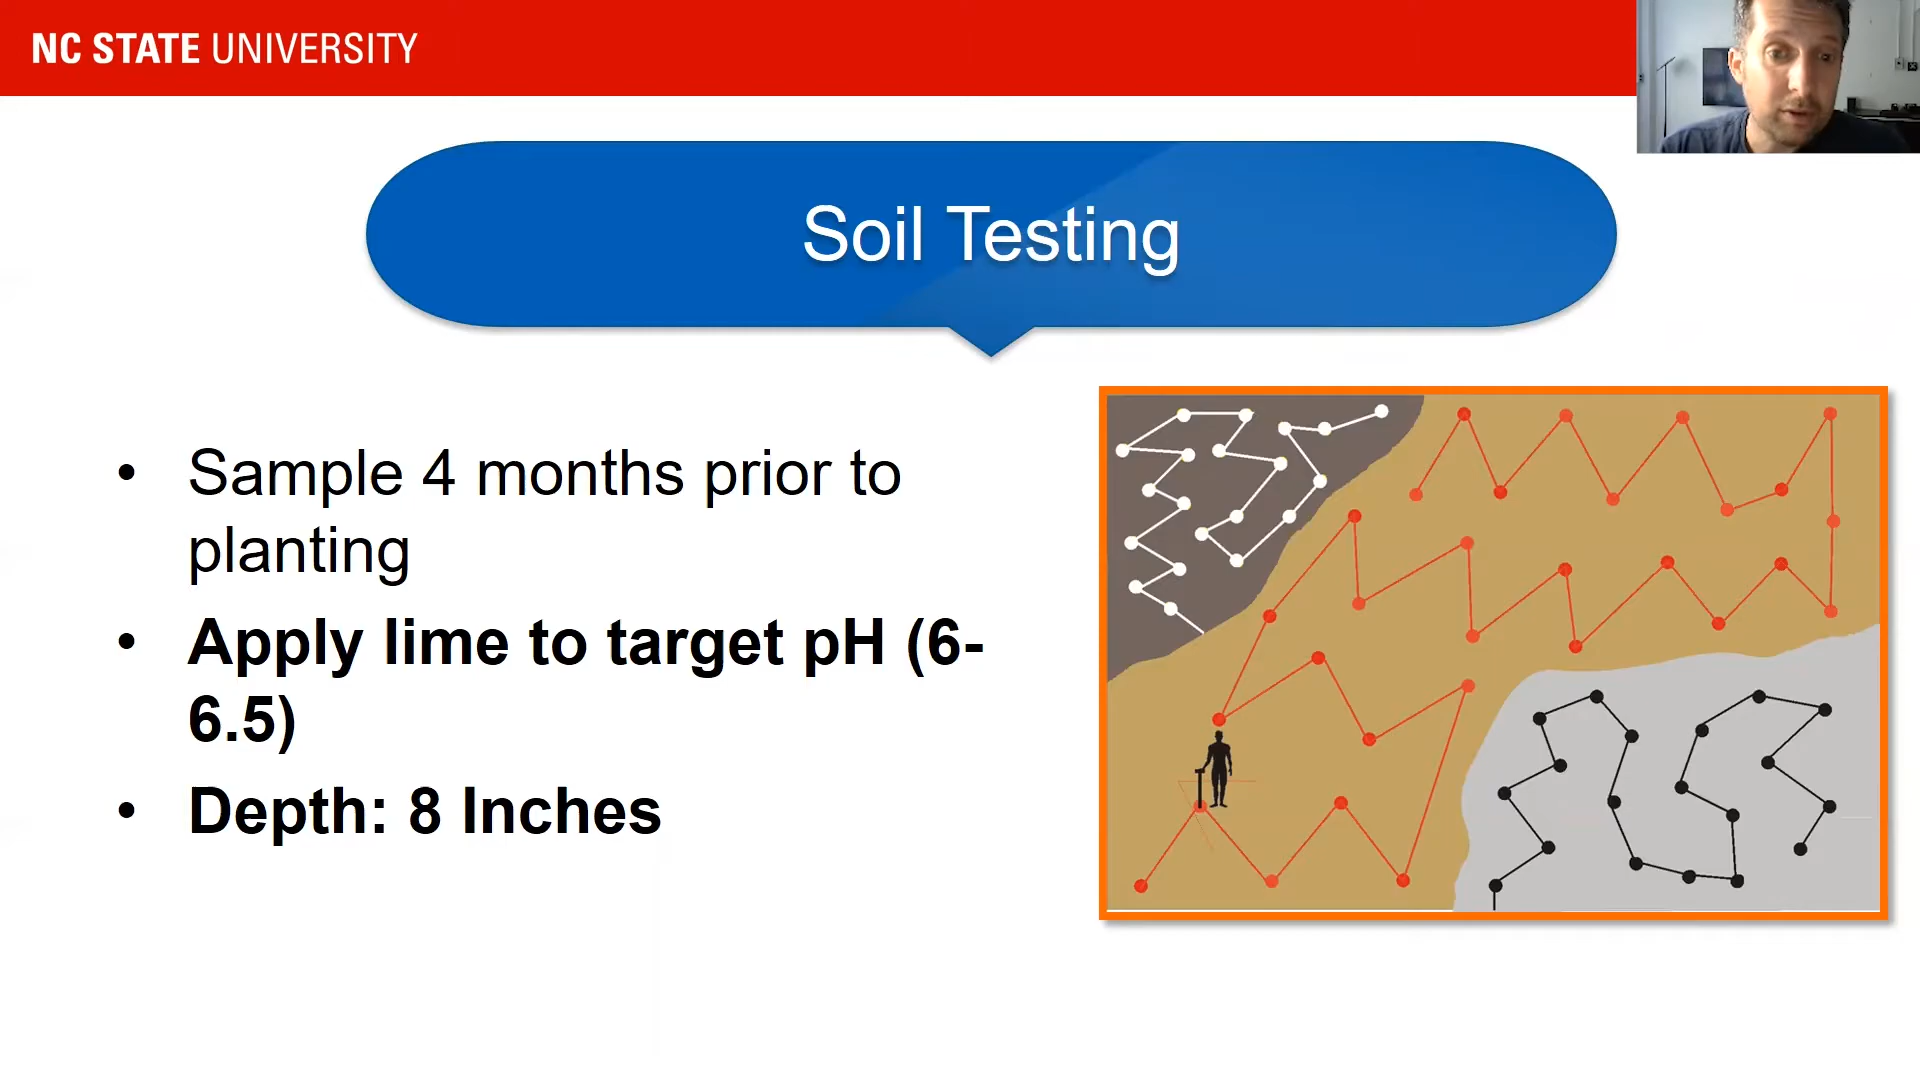 NC STATE UNIVERSITY
Soil Testing
• Sample 4 months prior to
planting
• Apply lime to target pH (6-
6.5)
• Depth: 8 Inches